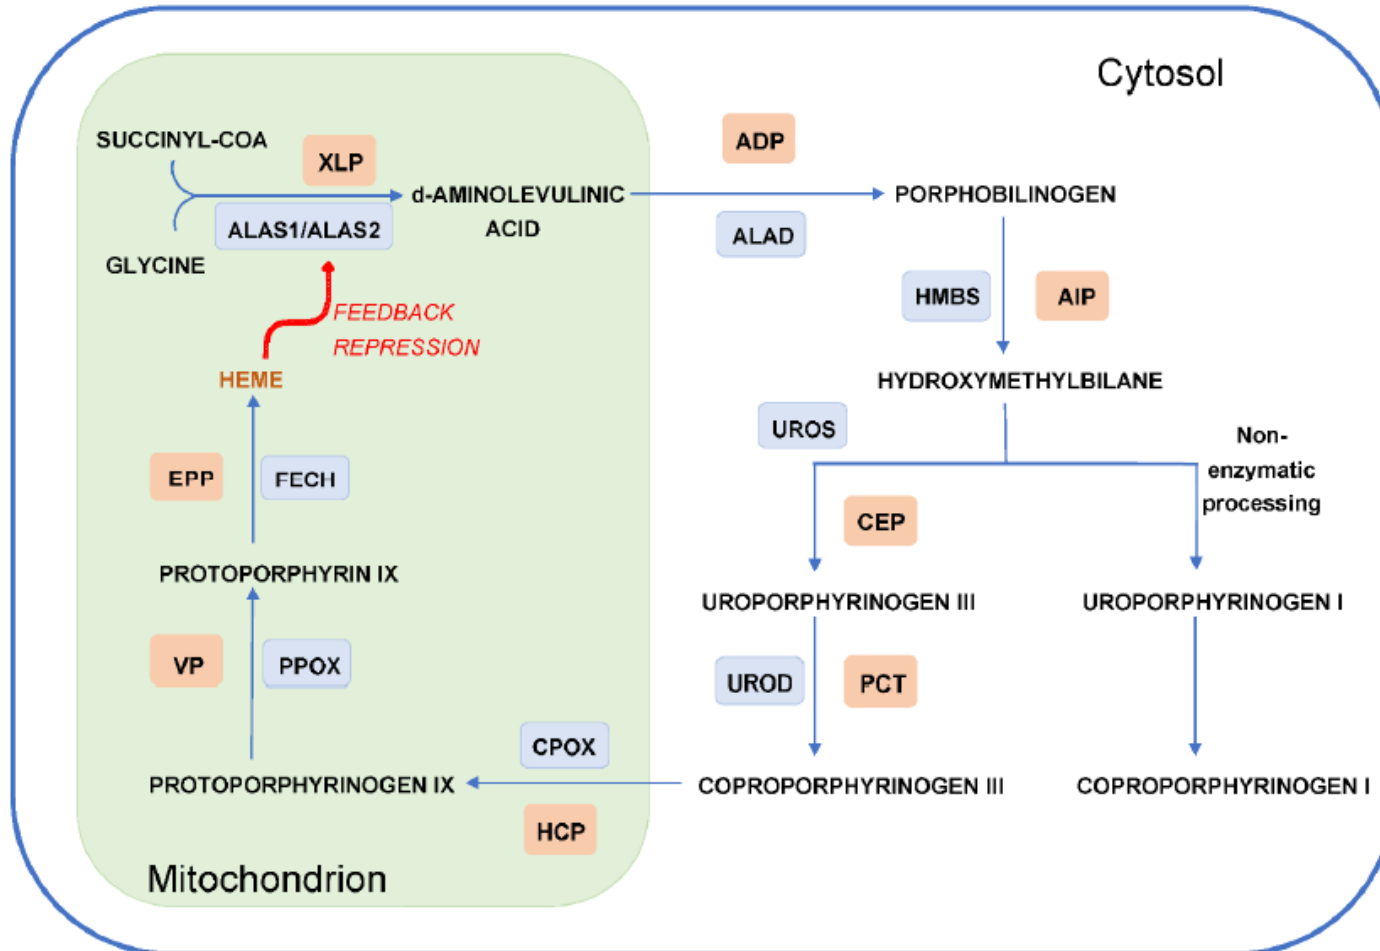 Cytosol
SUCCINYL-COA
XLP
ADP
d-AMINOLEVULINIC
ACID
PORPHOBILINOGEN
ALAS1/ALAS2
ALAD
GLYCINE
HMBS
AIP
FEEDBACK
REPRESSION
HEME
HYDROXYMETHYLBILANE
UROS
Non-
enzymatic
processing
EPP
FECH
CEP
PROTOPORPHYRIN IX
UROPORPHYRINOGEN III
UROPORPHYRINOGEN I
VP
PPOX
UROD
PCT
CPOX
PROTOPORPHYRINOGEN IX
COPROPORPHYRINOGEN III
COPROPORPHYRINOGEN I
HCP
Mitochondrion